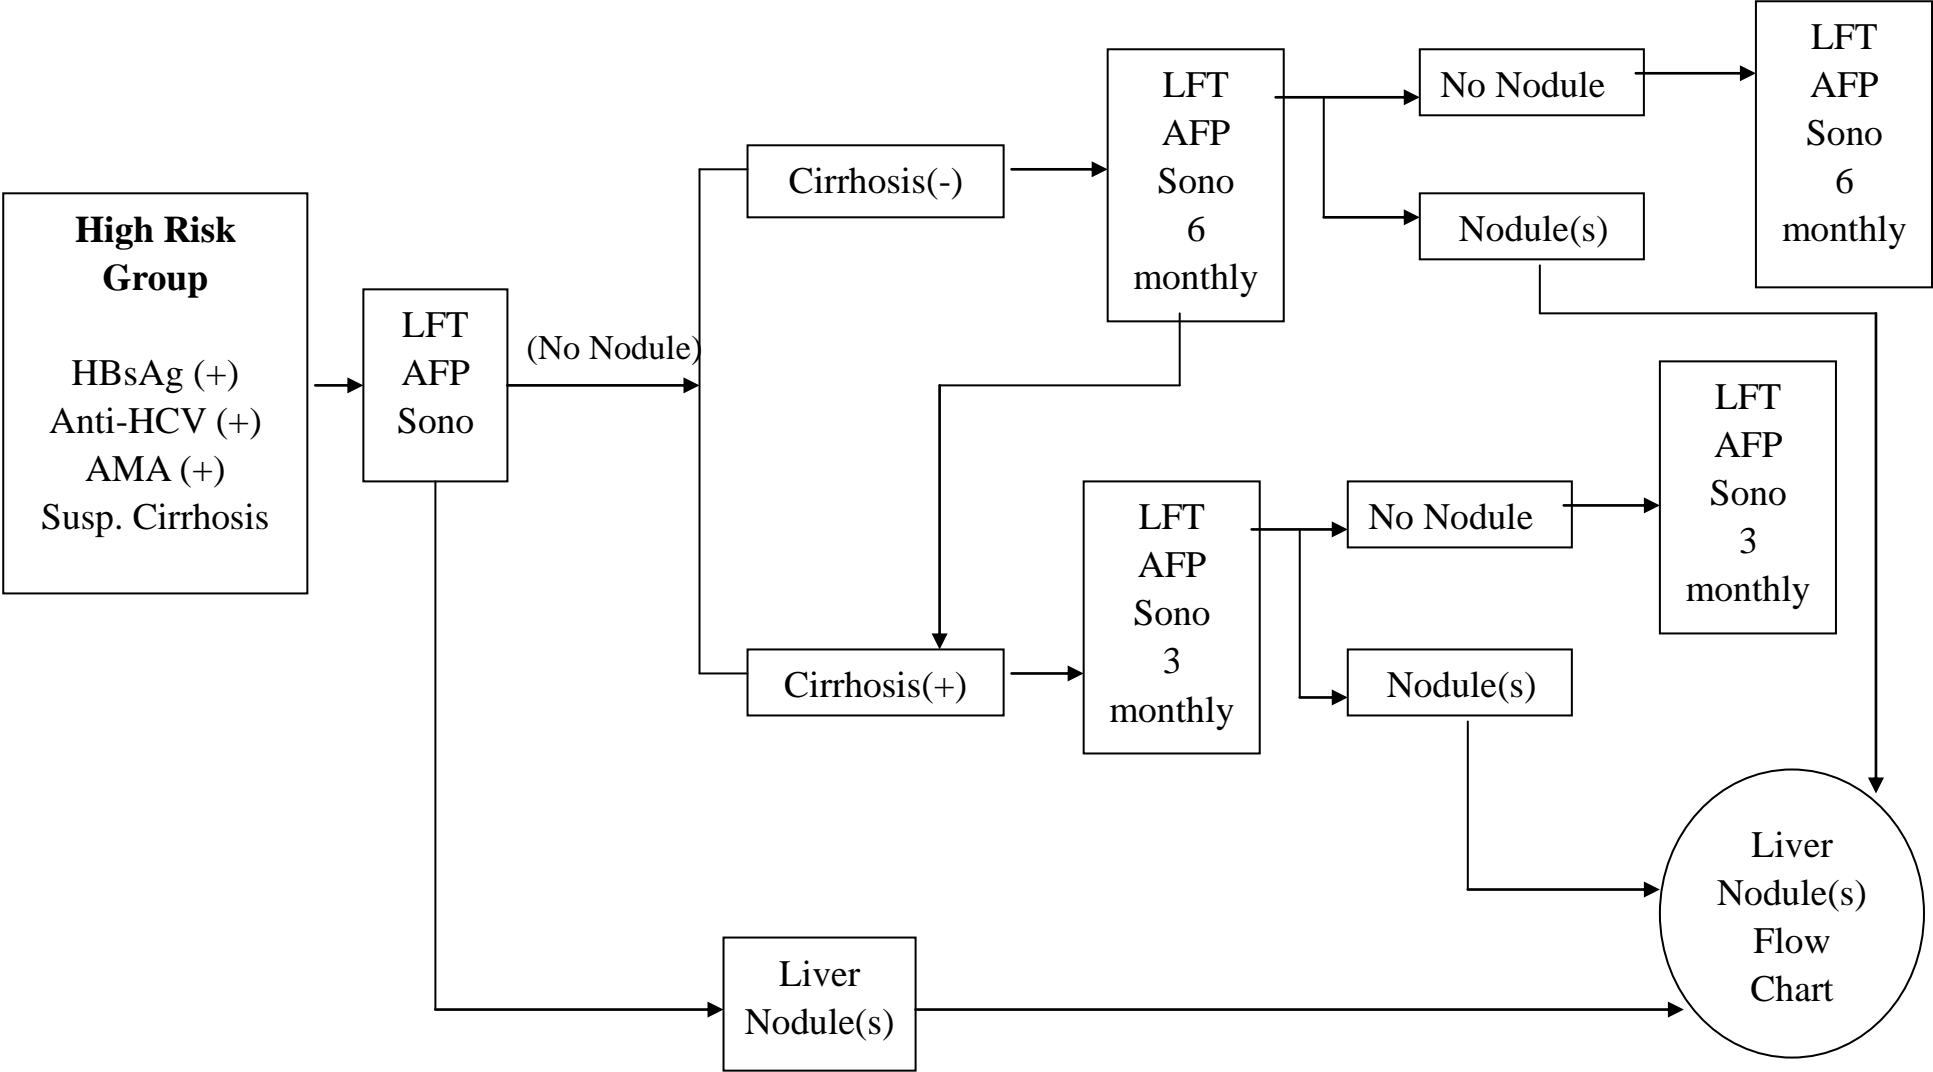 High Risk
Group
HBsAg (+)
Anti-HCV (+)
AMA (+)
Susp. Cirrhosis
LFT
AFP
Sono
(No Nodule)
Cirrhosis(-)
LFT
AFP
Sono
6
monthly
No Nodule
LFT
AFP
Sono
6
monthly
Nodule(s)
Cirrhosis(+)
LFT
AFP
Sono
3
monthly
No Nodule
LFT
AFP
Sono
3
monthly
Nodule(s)
Liver
Nodule(s)
Liver
Nodule(s)
Flow
Chart